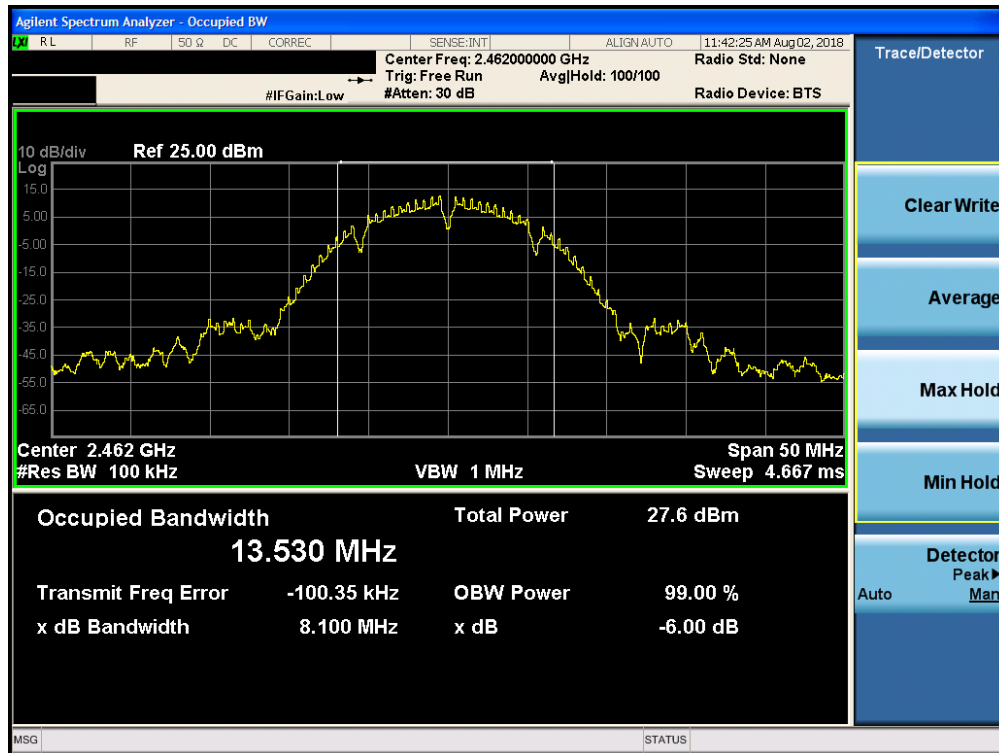 Agilent Spectrum Analyzer - Occupied BW
LXI RL RF 50 Ω DC CORREC SENSE:INT ALIGN AUTO 11:42:25 AM Aug 02, 2018
Center Freq: 2.462000000 GHz Radio Std: None
Trig: Free Run Avg|Hold: 100/100
#IFGain:Low #Atten: 30 dB Radio Device: BTS
10 dB/div Ref 25.00 dBm
Log
15.0
5.00
-5.00
-15.0
-25.0
-35.0
-45.0
-55.0
-65.0
Center 2.462 GHz Span 50 MHz
#Res BW 100 kHz VBW 1 MHz Sweep 4.667 ms
Occupied Bandwidth Total Power 27.6 dBm
13.530 MHz
Transmit Freq Error -100.35 kHz OBW Power 99.00 %
x dB Bandwidth 8.100 MHz x dB -6.00 dB
MSG STATUS
Trace/Detector
Clear Write
Average
Max Hold
Min Hold
Detector
Peak▶
Auto Man